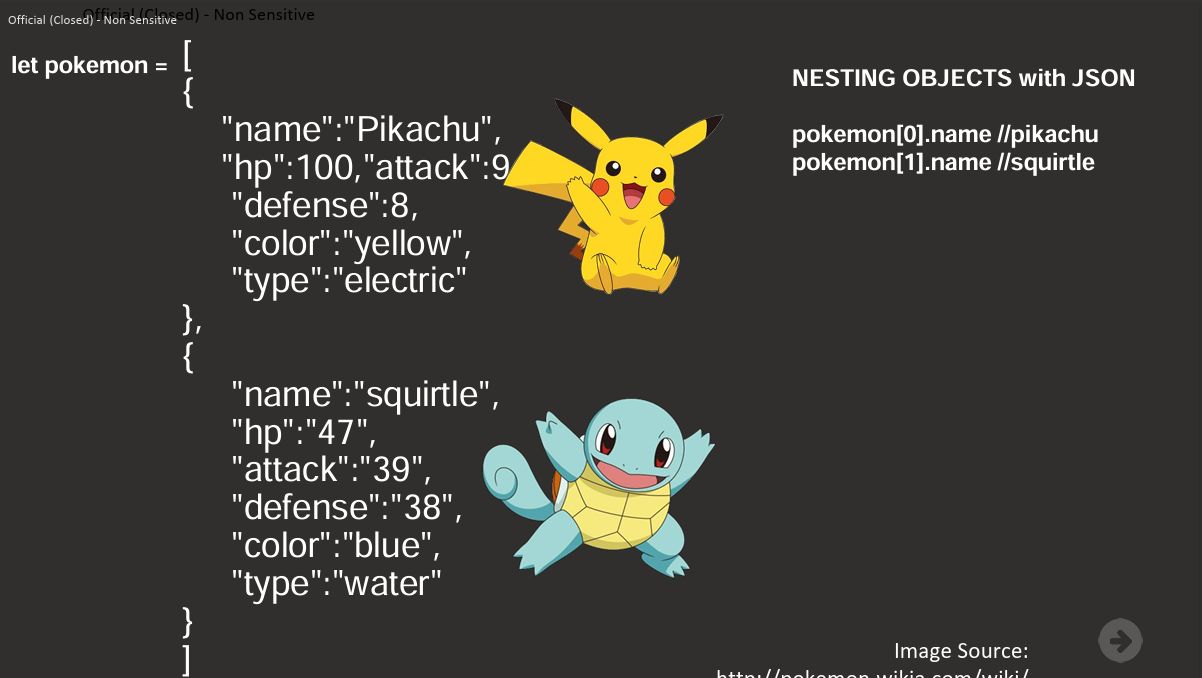 Official (Closed) - Non Sensitive
Official (Closed) - Non Sensitive
let pokemon =
[
{
"name":"Pikachu",
"hp":100,"attack":9
"defense":8,
"color":"yellow",
"type":"electric"
},
{
"name":"squirtle",
"hp":"47",
"attack":"39",
"defense":"38",
"color":"blue",
"type":"water"
}
]
NESTING OBJECTS with JSON
pokemon[0].name //pikachu
pokemon[1].name //squirtle
Image Source:
http://pokemon.wikia.com/wiki/